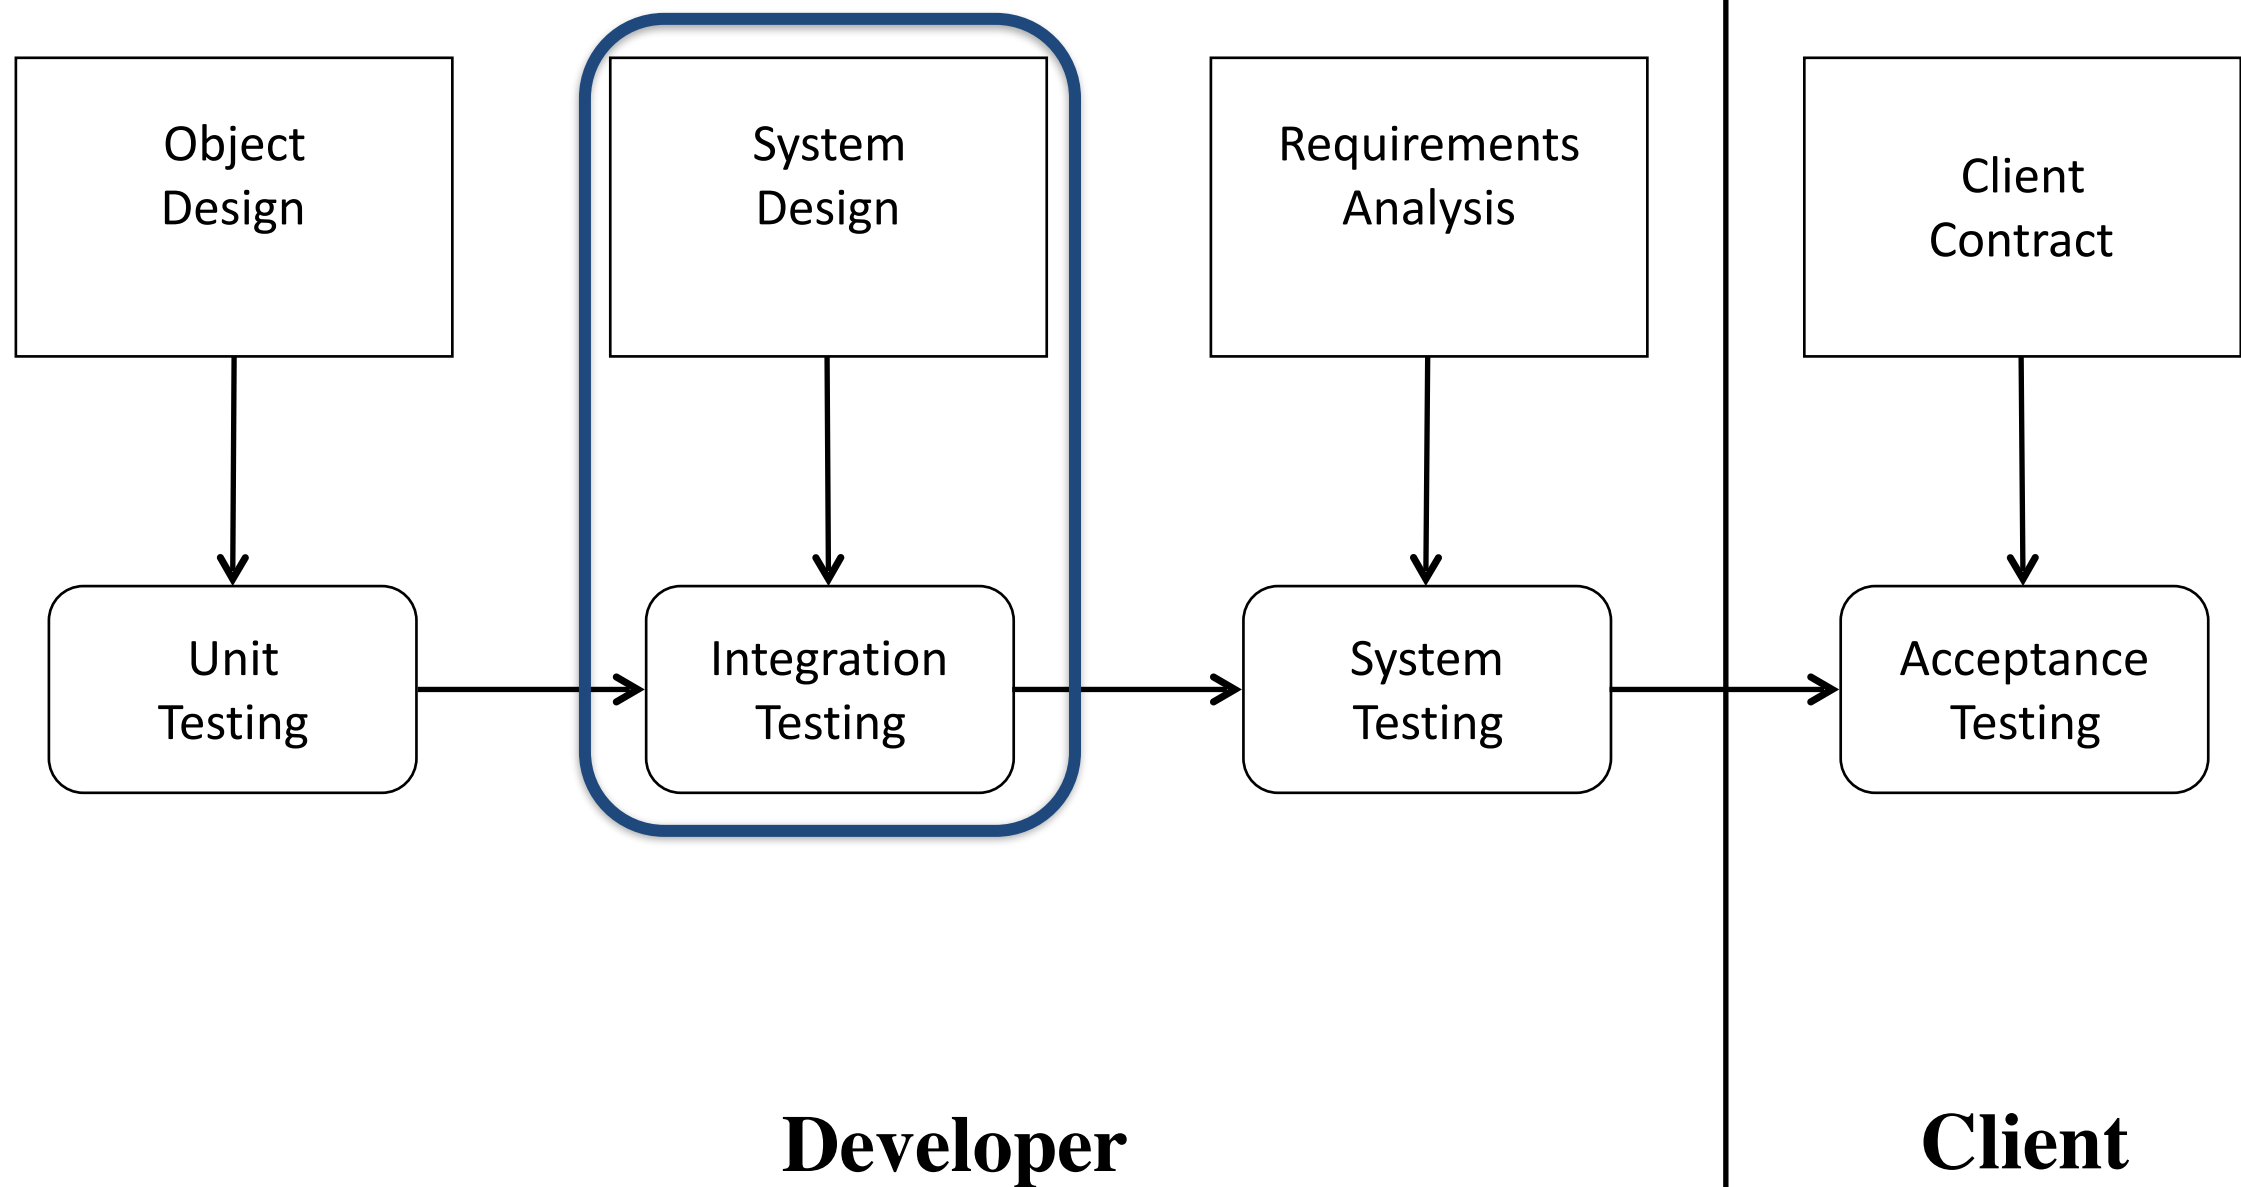 Object
Design
System
Design
Requirements
Analysis
Client
Contract
Unit
Testing
Integration
Testing
System
Testing
Acceptance
Testing
Developer
Client